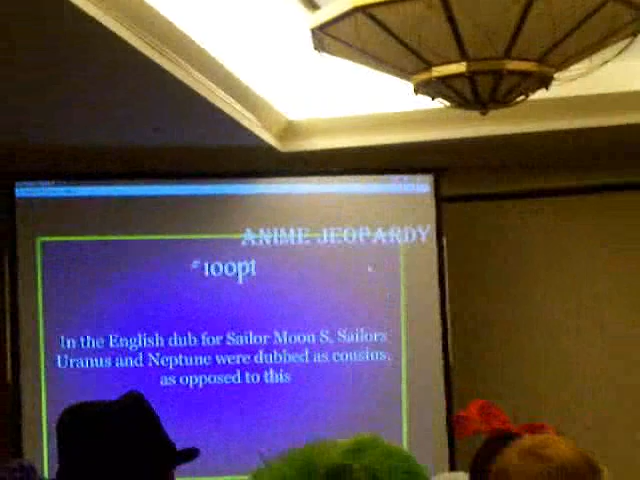 ANIME JEOPARDY
100pt
In the English dub for Sailor Moon S, Sailors
Uranus and Neptune were dubbed as cousins,
as opposed to this